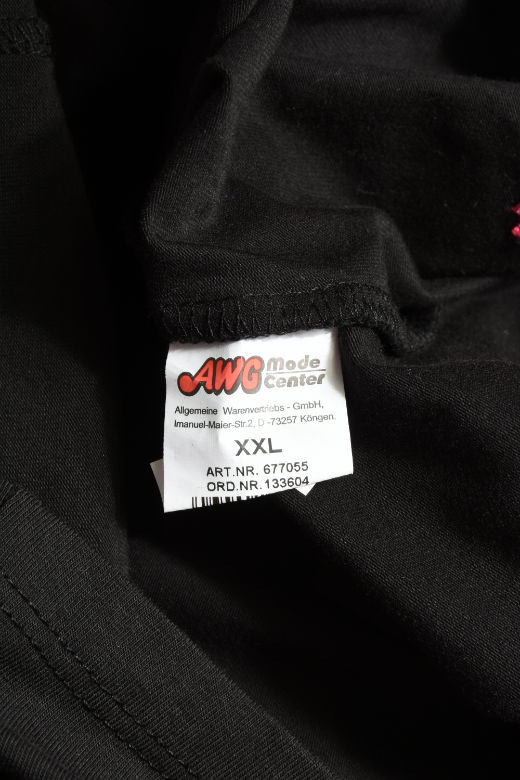 AWG Mode Center
Allgemeine Warenvertriebs - GmbH,
Imanuel-Maier-Str.2, D -73257 Köngen.
XXL
ART.NR. 677055
ORD.NR. 133604